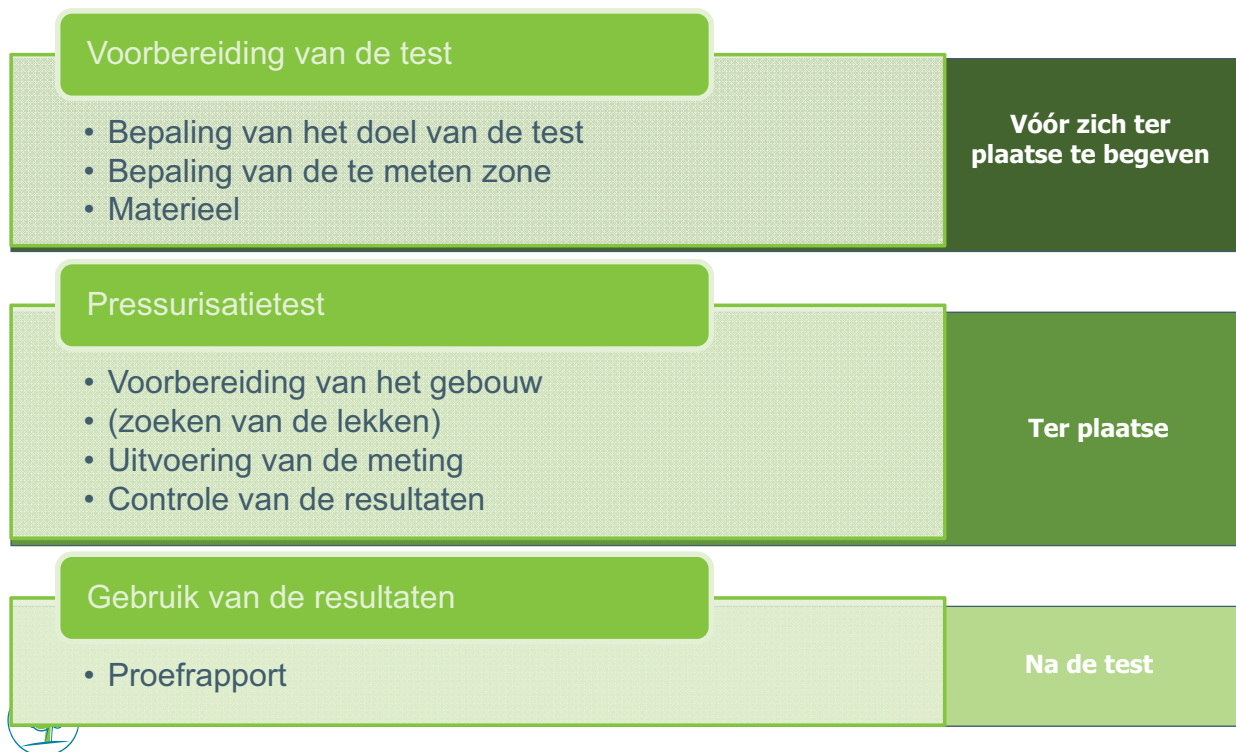 Voorbereiding van de test
• Bepaling van het doel van de test
• Bepaling van de te meten zone
• Materieel
Vóór zich ter
plaatse te begeven
Pressurisatietest
• Voorbereiding van het gebouw
• (zoeken van de lekken)
• Uitvoering van de meting
• Controle van de resultaten
Ter plaatse
Gebruik van de resultaten
• Proefrapport
Na de test